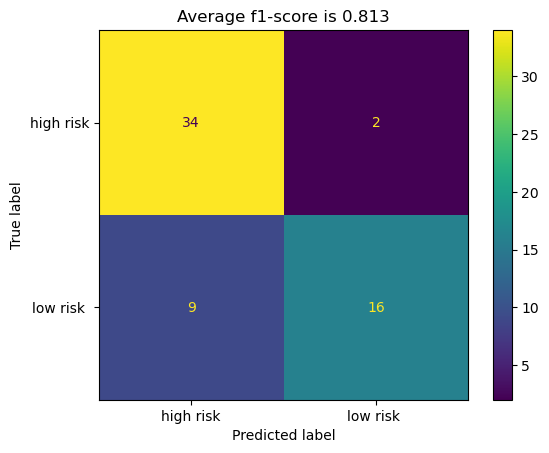 Average f1-score is 0.813
True label
high risk
34
2
low risk
9
16
high risk
low risk
Predicted label
30
25
20
15
10
5